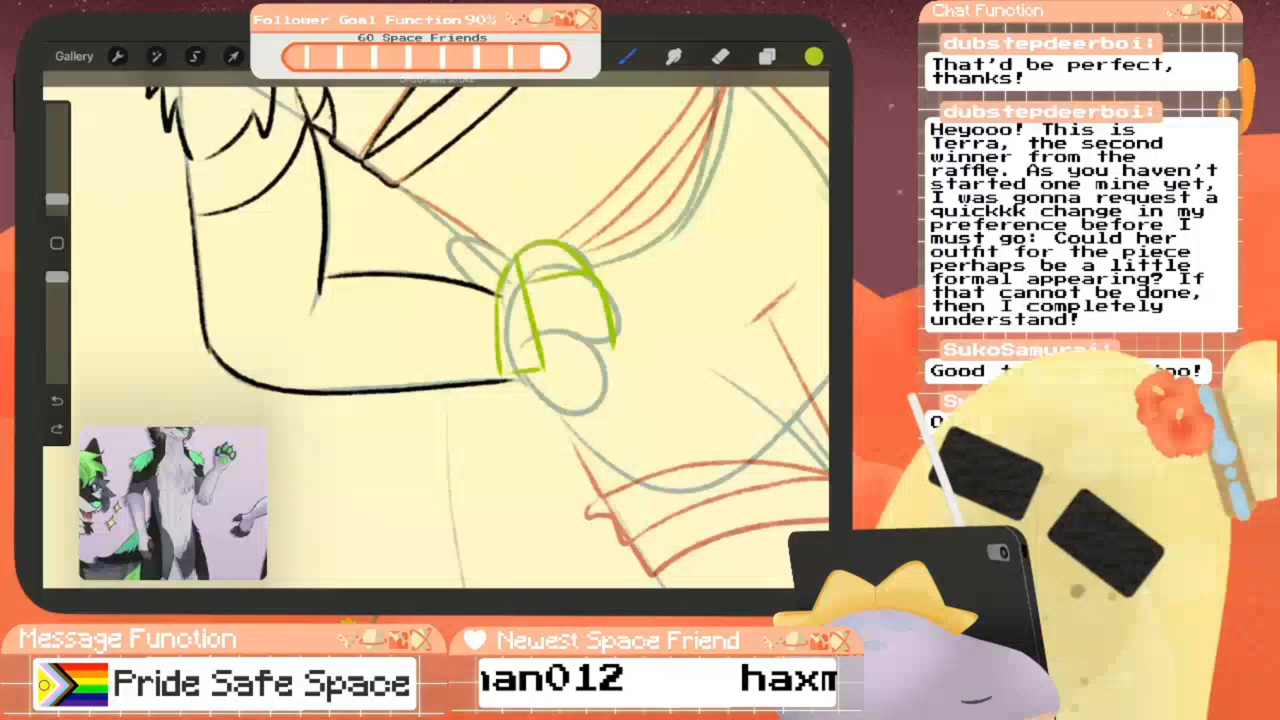 Follower Goal Function 90%
60 Space Friends
Gallery
Chat Function
dubstepdeerboi:
That'd be perfect,
thanks!
dubstepdeerboi:
Heyooo! This is
Terra, the second
winner from the
raffle. As you haven't
started one mine yet,
I was gonna request a
quickkk change in my
preference before I
must go: Could her
outfit for the piece
perhaps be a little
formal appearing? If
that cannot be done,
then I completely
understand!
SukoSamurai:
Good
Message Function
Pride Safe Space
Newest Space Friend
an012 haxm